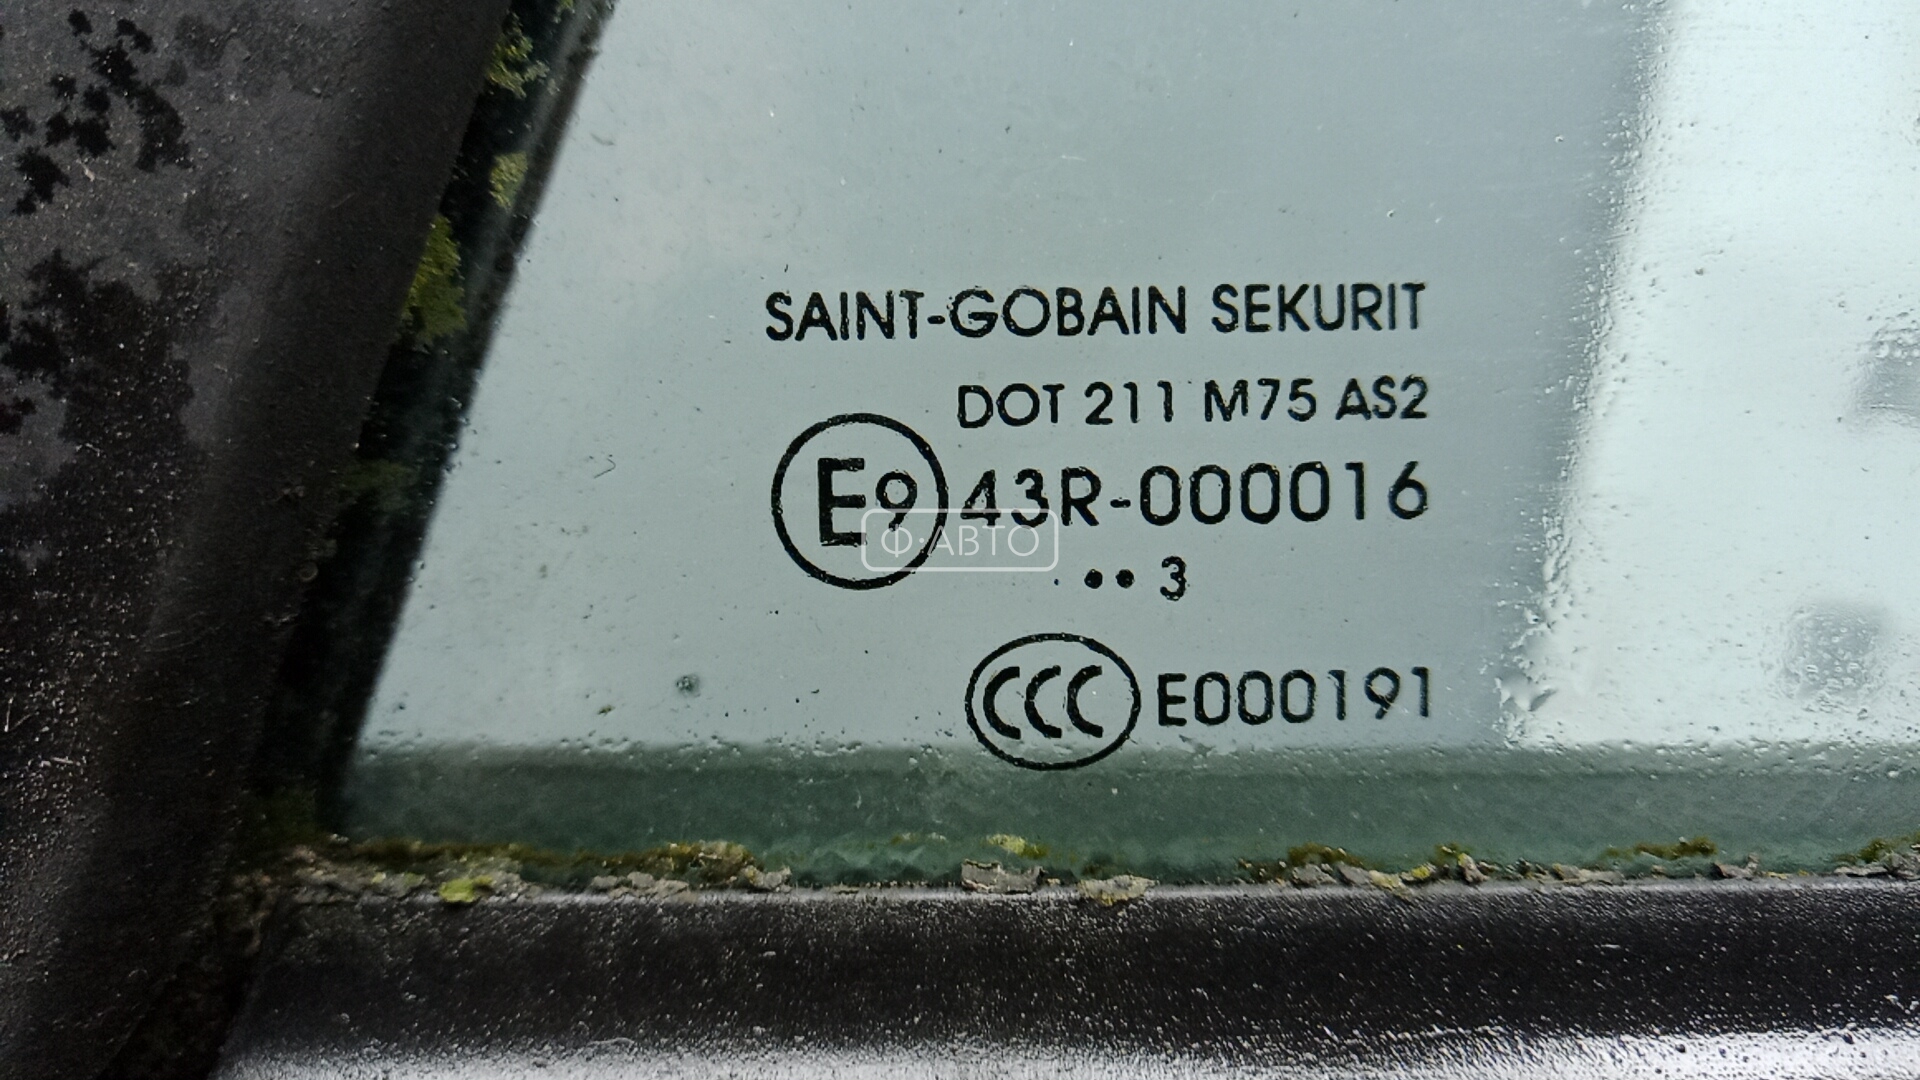 SAINT-GOBAIN SEKURIT
DOT 211 M75 AS2
E9 43R-000016
Ф·АВТО
•• 3
CCC E000191